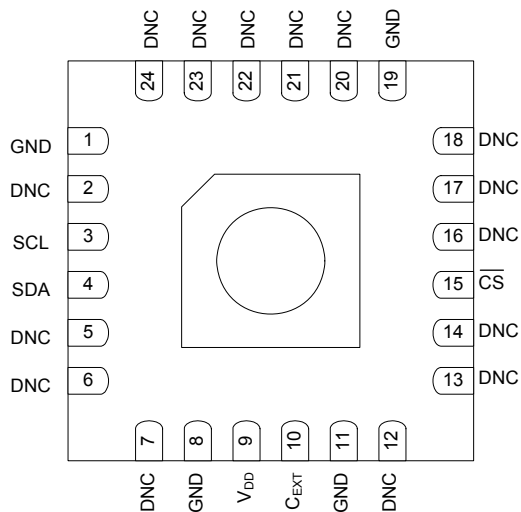 DNC DNC DNC DNC DNC GND
24 23 22 21 20 19
GND 1 18 DNC
DNC 2 17 DNC
SCL 3 16 DNC
SDA 4 15 C̅S̅
DNC 5 14 DNC
DNC 6 13 DNC
7 8 9 10 11 12
DNC GND VDD CEXT GND DNC